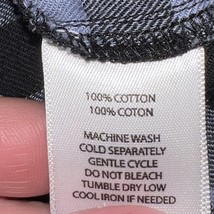 100% COTTON
100% COTON
MACHINE WASH
COLD SEPARATELY
GENTLE CYCLE
DO NOT BLEACH
TUMBLE DRY LOW
COOL IRON IF NEEDED